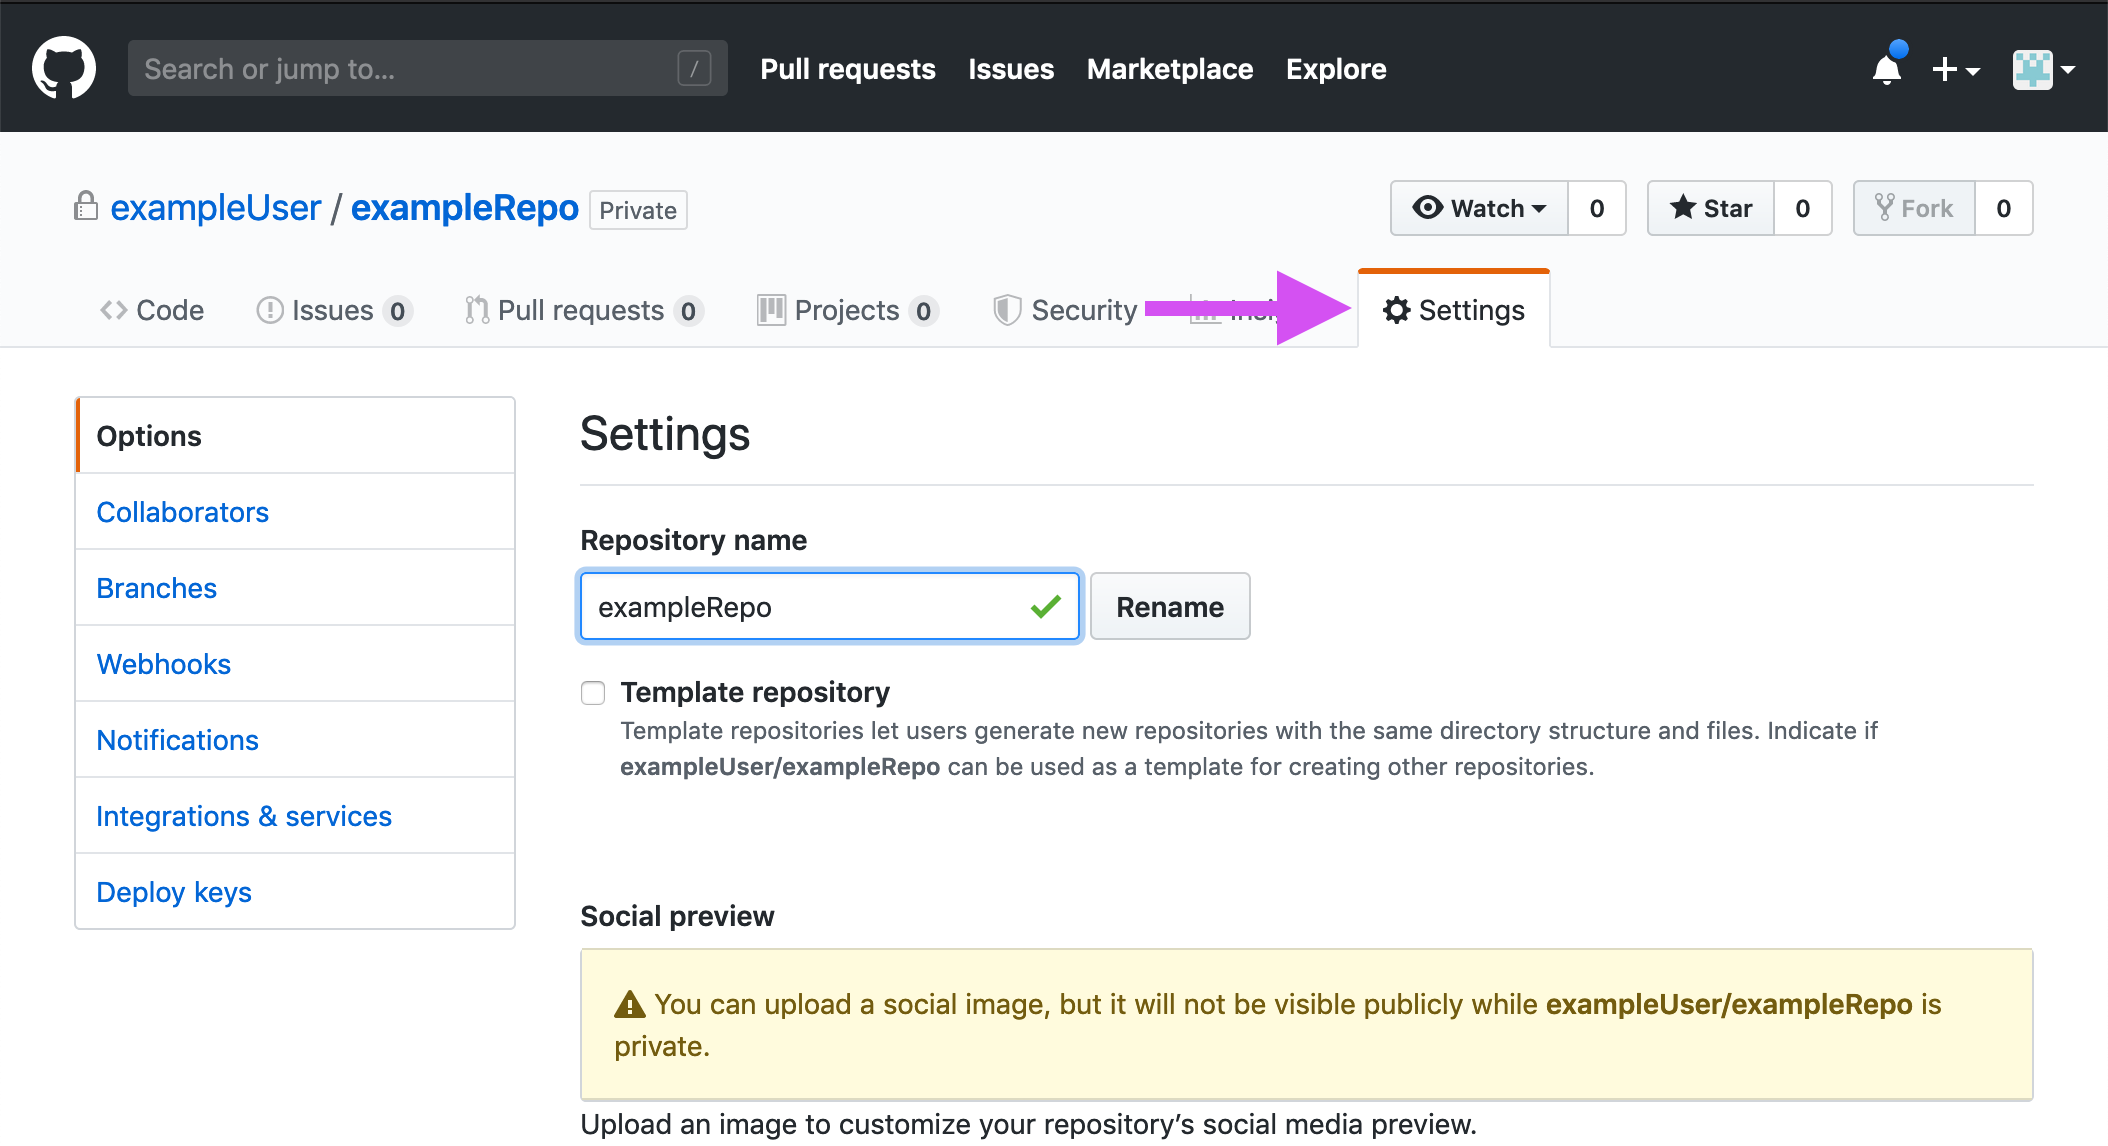 Search or jump to... / Pull requests Issues Marketplace Explore
exampleUser / exampleRepo Private Watch 0 Star 0 Fork 0
Code Issues 0 Pull requests 0 Projects 0 Security Settings
Options
Collaborators
Branches
Webhooks
Notifications
Integrations & services
Deploy keys
Settings
Repository name
exampleRepo Rename
Template repository
Template repositories let users generate new repositories with the same directory structure and files. Indicate if
exampleUser/exampleRepo can be used as a template for creating other repositories.
Social preview
You can upload a social image, but it will not be visible publicly while exampleUser/exampleRepo is
private.
Upload an image to customize your repository’s social media preview.